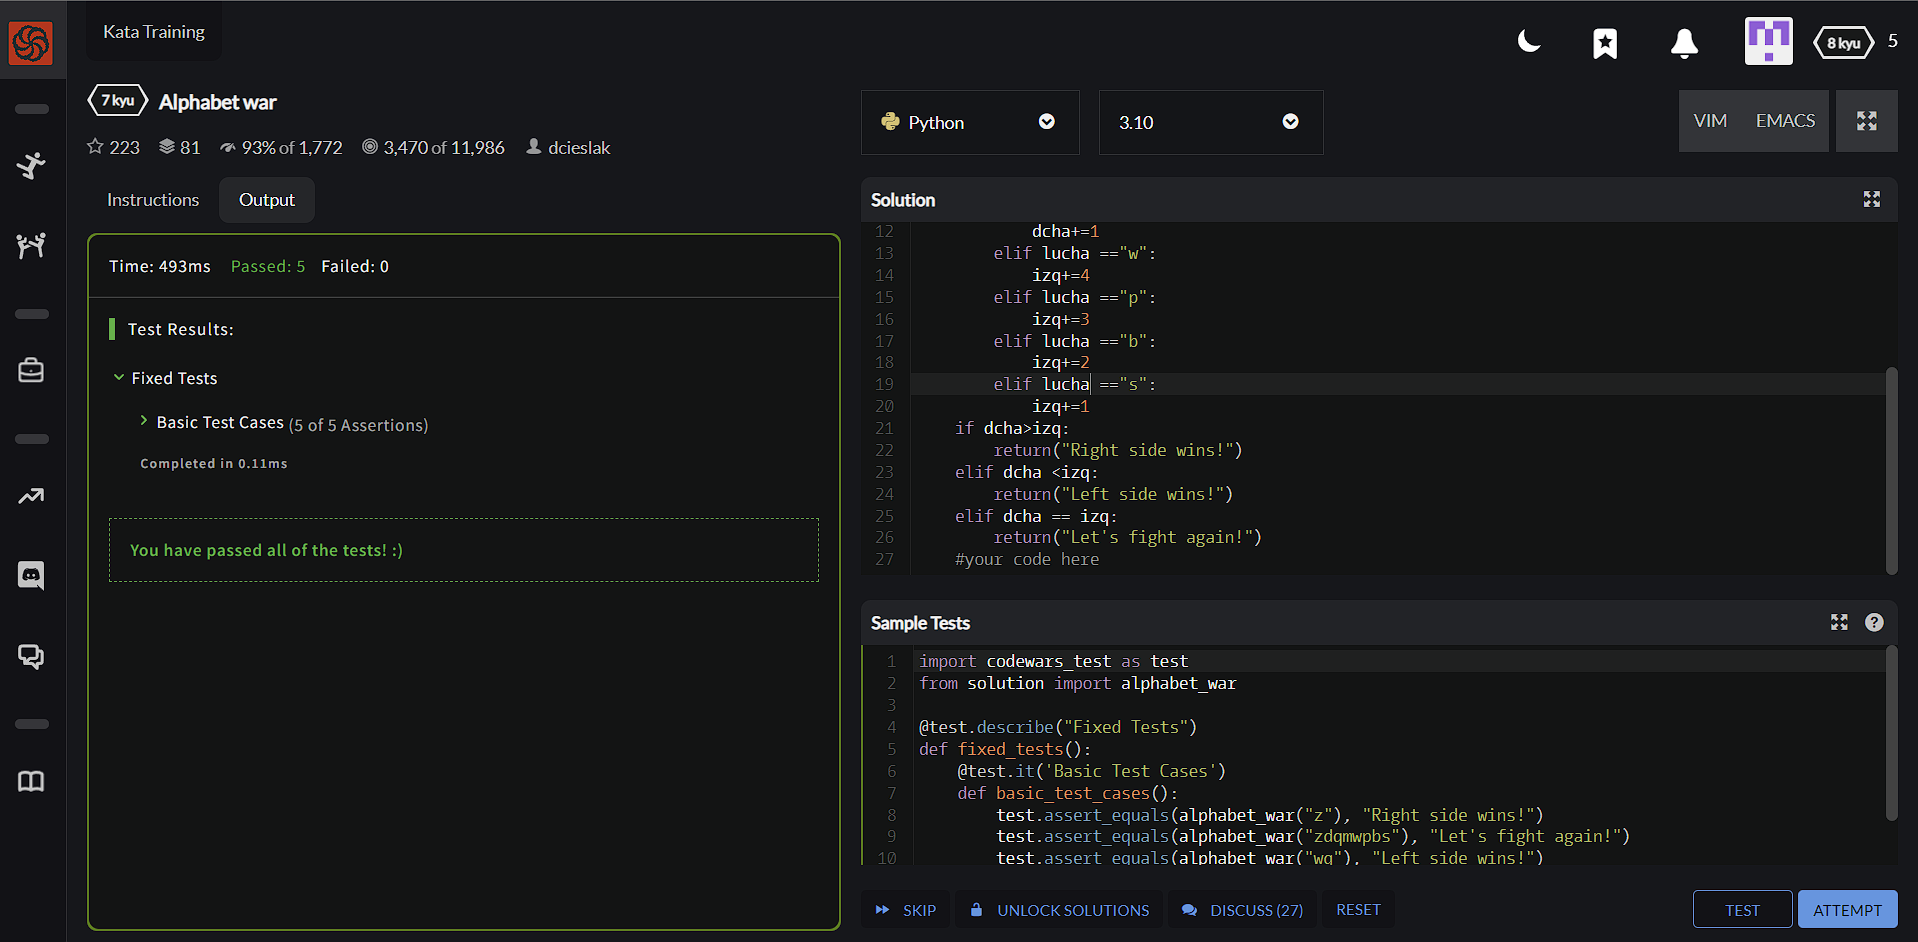 Kata Training
8 kyu 5
7 kyu Alphabet war
223 81 93% of 1,772 3,470 of 11,986 dcieslak
Python
3.10
VIM EMACS
Instructions Output
Time: 493ms Passed: 5 Failed: 0
Test Results:
Fixed Tests
Basic Test Cases (5 of 5 Assertions)
Completed in 0.11ms
You have passed all of the tests! :)
Solution
12 dcha+=1
13 elif lucha =="w":
14 izq+=4
15 elif lucha =="p":
16 izq+=3
17 elif lucha =="b":
18 izq+=2
19 elif lucha =="s":
20 izq+=1
21 if dcha>izq:
22 return("Right side wins!")
23 elif dcha <izq:
24 return("Left side wins!")
25 elif dcha == izq:
26 return("Let's fight again!")
27 #your code here
Sample Tests
1 import codewars_test as test
2 from solution import alphabet_war
3
4 @test.describe("Fixed Tests")
5 def fixed_tests():
6 @test.it('Basic Test Cases')
7 def basic_test_cases():
8 test.assert_equals(alphabet_war("z"), "Right side wins!")
9 test.assert_equals(alphabet_war("zdqmwpbs"), "Let's fight again!")
10 test.assert_equals(alphabet_war("wq"), "Left side wins!")
SKIP UNLOCK SOLUTIONS DISCUSS (27) RESET
TEST ATTEMPT